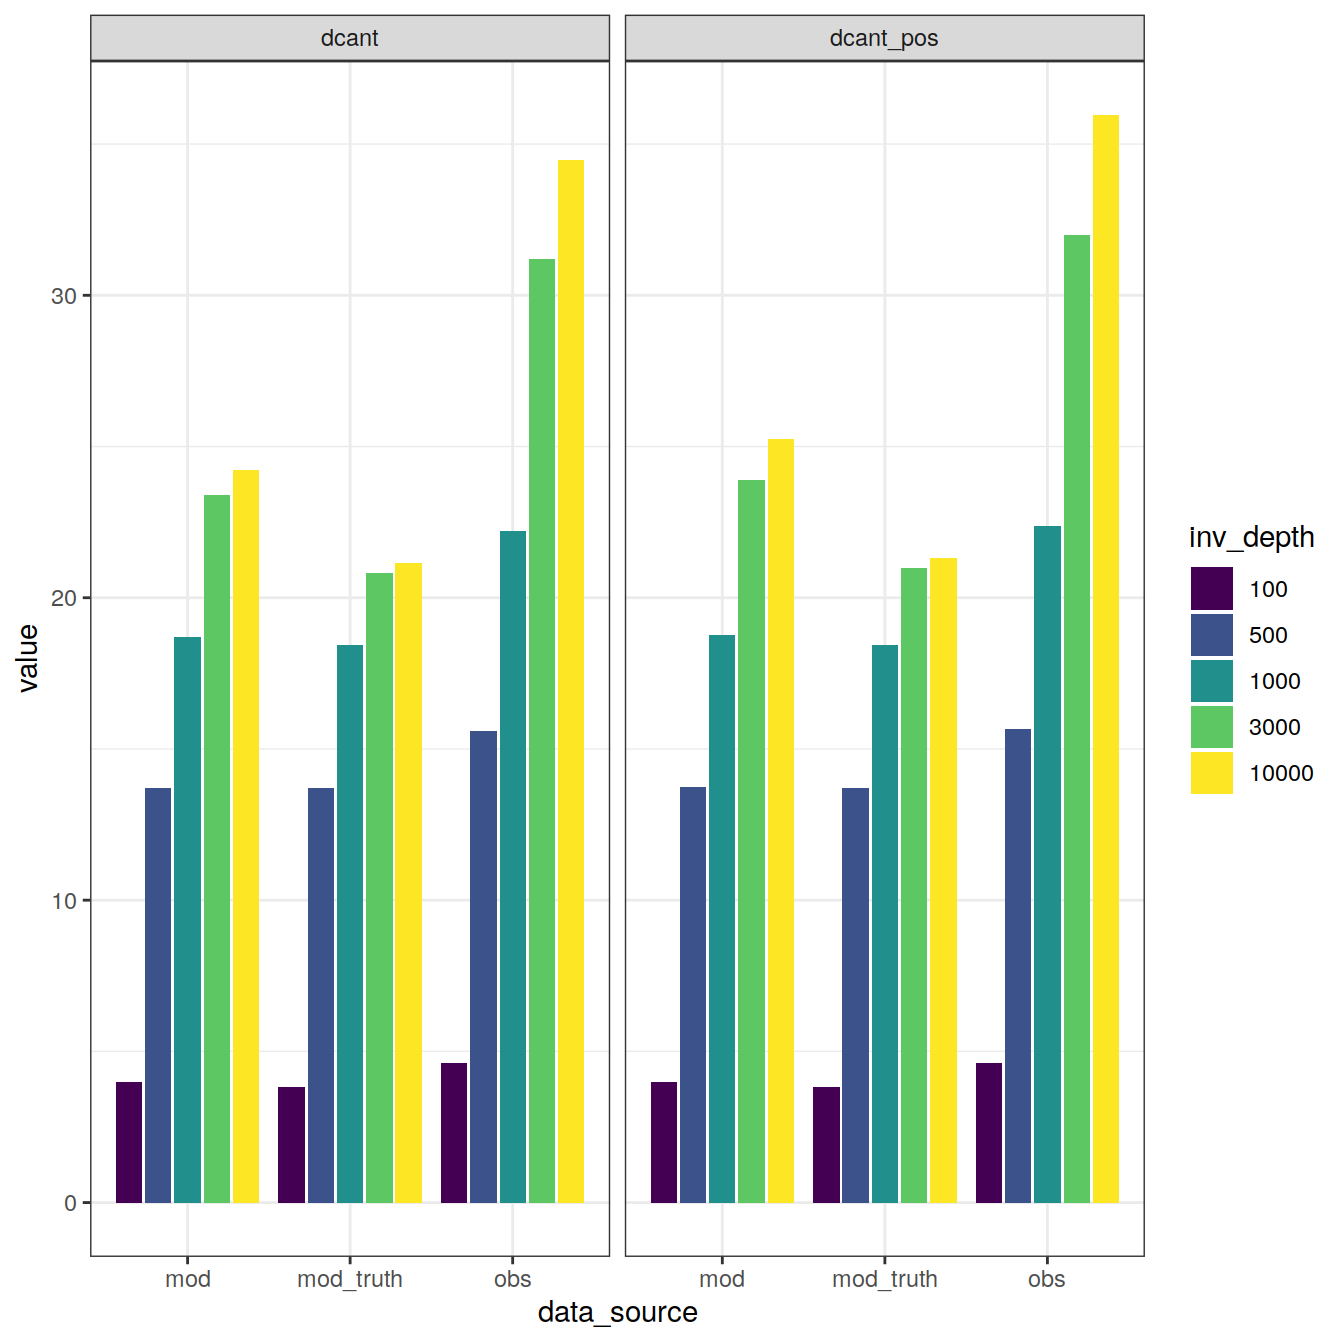 dcant
dcant_pos
30
20
10
0
value
mod
mod_truth
obs
mod
mod_truth
obs
data_source
inv_depth
100
500
1000
3000
10000